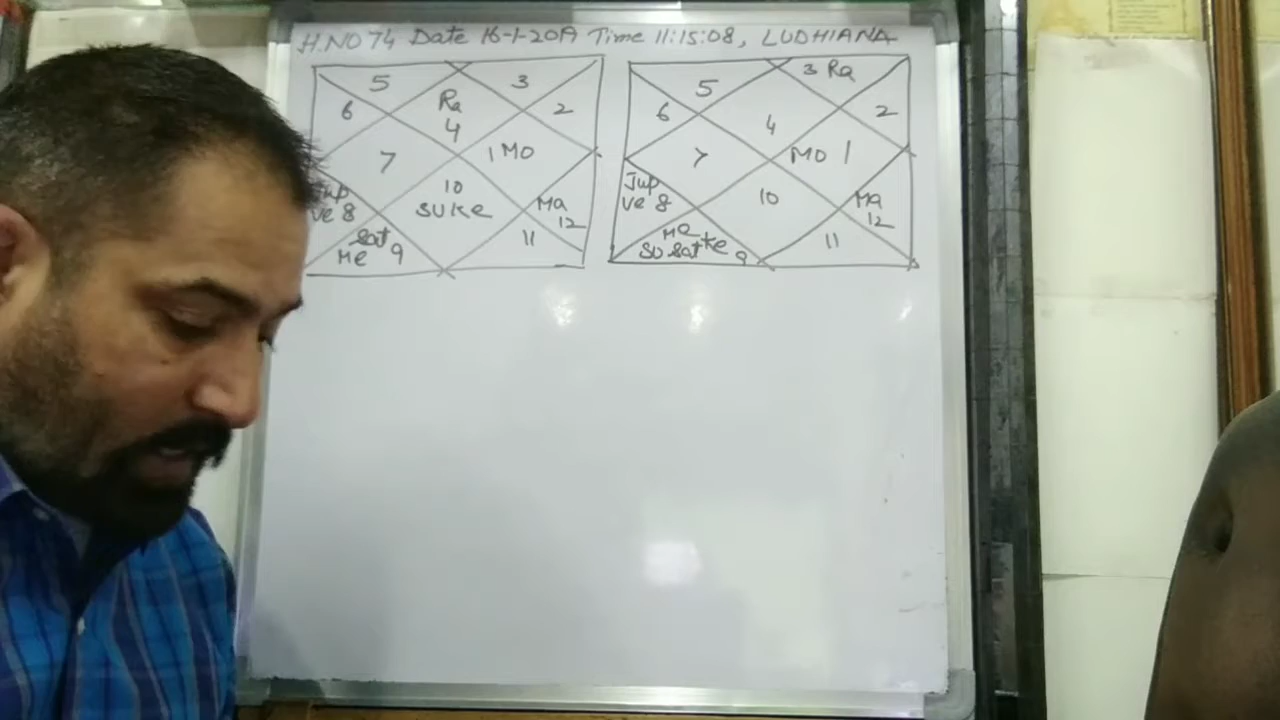 H.NO 74 Date 16-1-2019 Time 11:15:08, LUDHIANA
5
3
6
Ra
4
2
7
1 Mo
Jup
Ve 8
10
SU Ke
Ma
12
Sat
Me 9
11
5
3 Ra
6
4
2
7
Mo 1
Jup
Ve 8
10
Ma
12
Me
SU Sat Ke 9
11